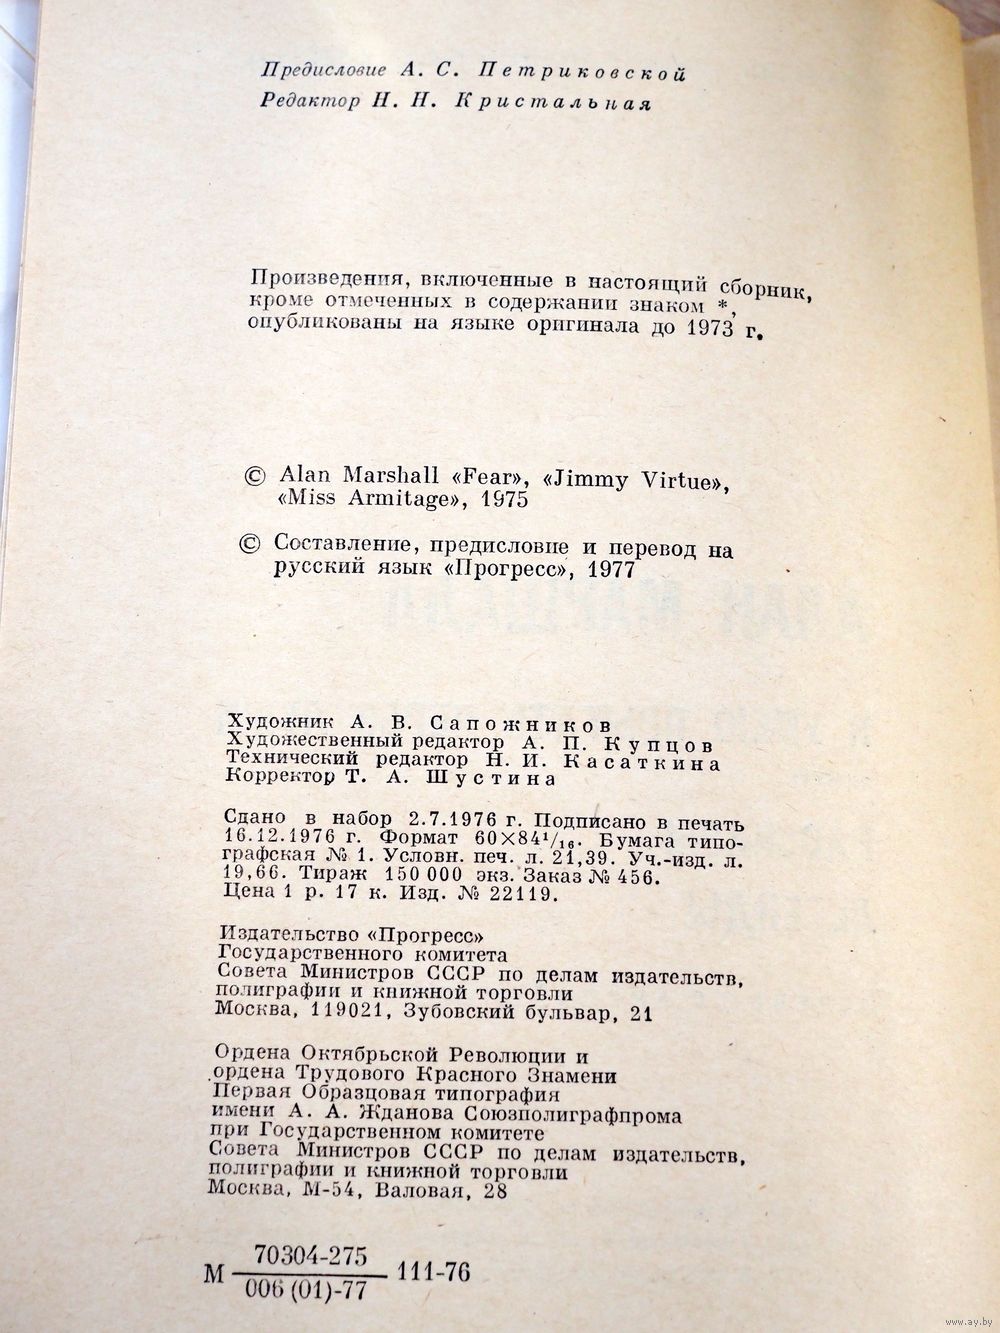 Предисловие А. С. Петриковской
Редактор Н. Н. Кристальная
Произведения, включенные в настоящий сборник,
кроме отмеченных в содержании знаком *,
опубликованы на языке оригинала до 1973 г.
© Alan Marshall «Fear», «Jimmy Virtue»,
«Miss Armitage», 1975
© Составление, предисловие и перевод на
русский язык «Прогресс», 1977
Художник А. В. Сапожников
Художественный редактор А. П. Купцов
Технический редактор Н. И. Касаткина
Корректор Т. А. Шустина
Сдано в набор 2.7.1976 г. Подписано в печать
16.12.1976 г. Формат 60×84¹/₁₆. Бумага типо-
графская № 1. Условн. печ. л. 21,39. Уч.-изд. л.
19,66. Тираж 150 000 экз. Заказ № 456.
Цена 1 р. 17 к. Изд. № 22119.
Издательство «Прогресс»
Государственного комитета
Совета Министров СССР по делам издательств,
полиграфии и книжной торговли
Москва, 119021, Зубовский бульвар, 21
Ордена Октябрьской Революции и
ордена Трудового Красного Знамени
Первая Образцовая типография
имени А. А. Жданова Союзполиграфпрома
при Государственном комитете
Совета Министров СССР по делам издательств,
полиграфии и книжной торговли
Москва, М-54, Валовая, 28
70304-275
М 111-76
006 (01)-77
www.ay.by